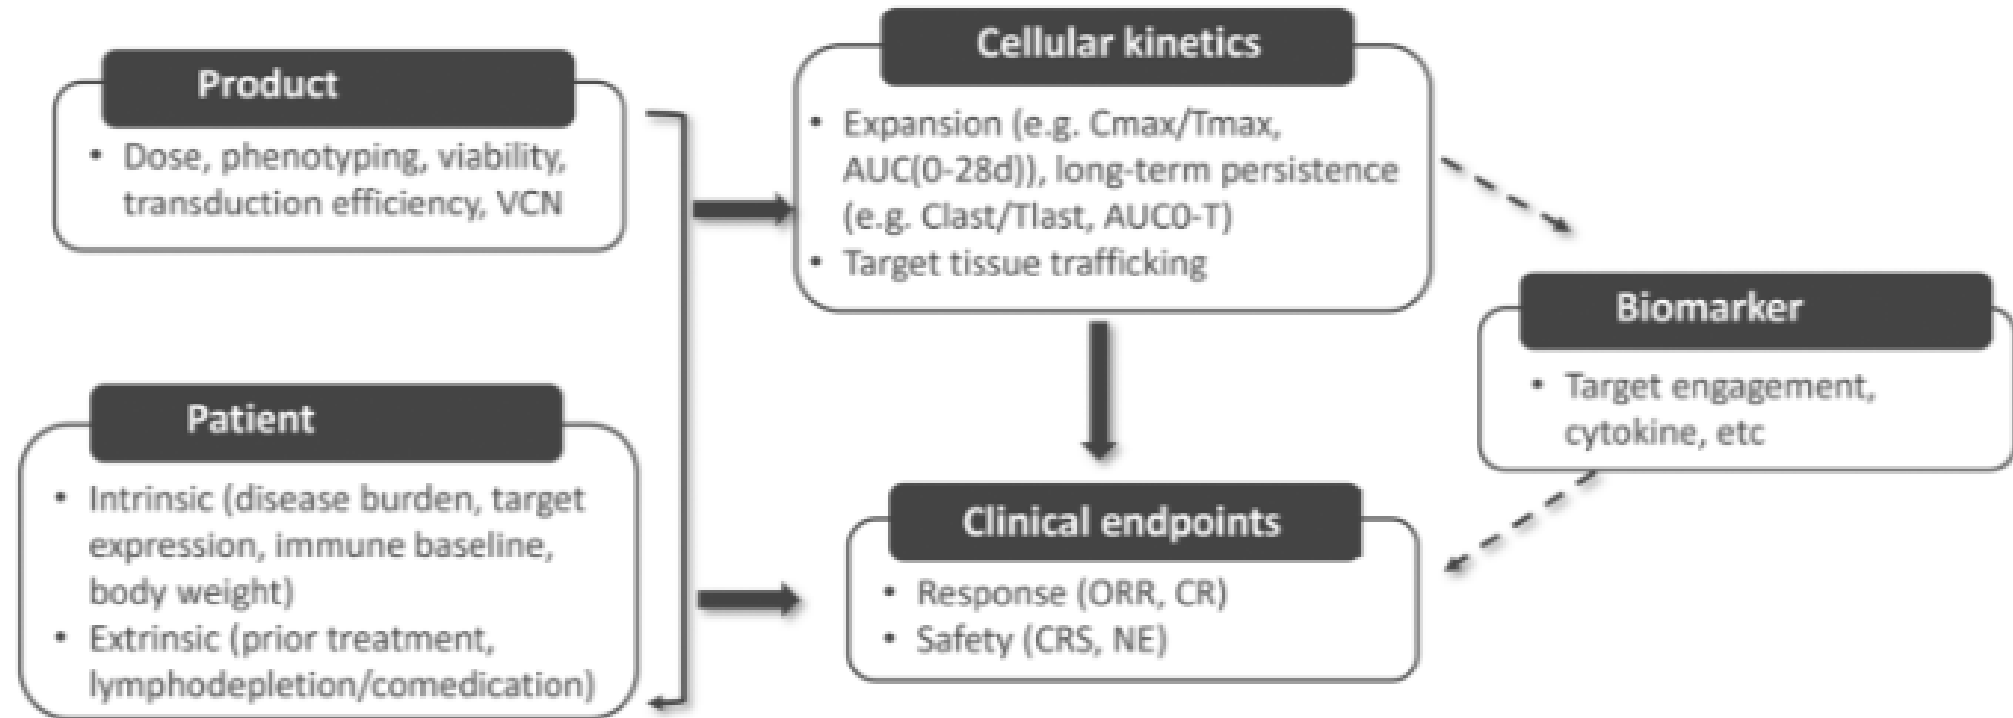 Product
• Dose, phenotyping, viability,
transduction efficiency, VCN
Cellular kinetics
• Expansion (e.g. Cmax/Tmax,
AUC(0-28d)), long-term persistence
(e.g. Clast/Tlast, AUC0-T)
• Target tissue trafficking
Biomarker
• Target engagement,
cytokine, etc
Patient
• Intrinsic (disease burden, target
expression, immune baseline,
body weight)
• Extrinsic (prior treatment,
lymphodepletion/comedication)
Clinical endpoints
• Response (ORR, CR)
• Safety (CRS, NE)